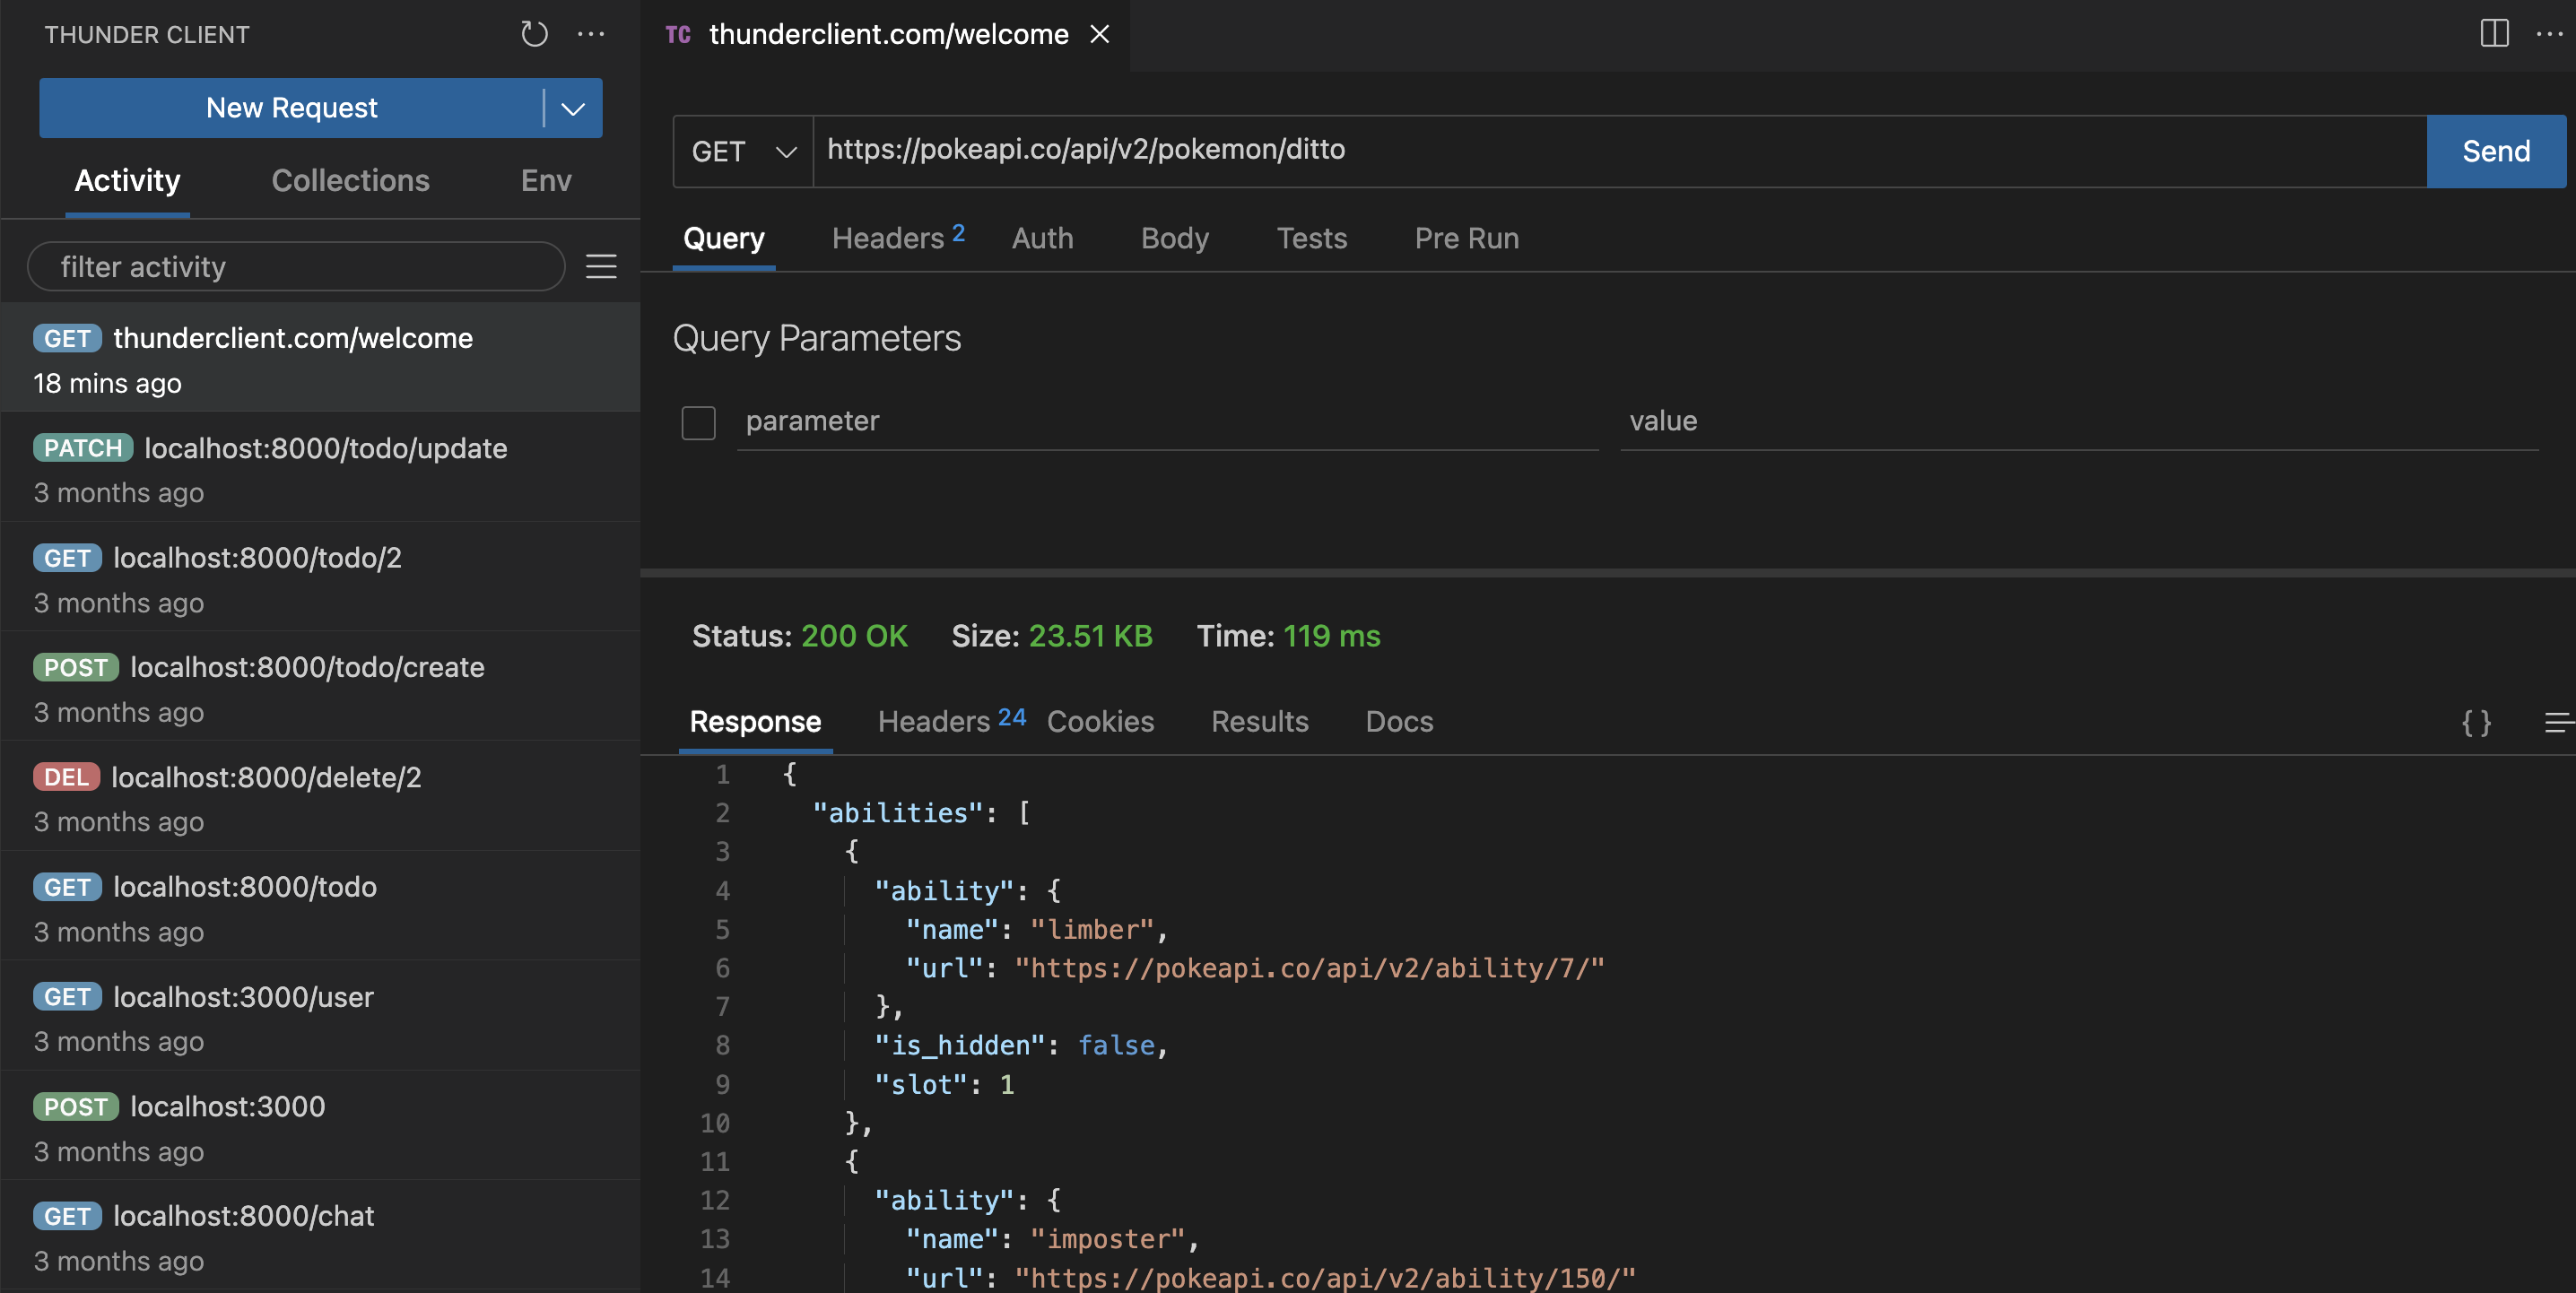 THUNDER CLIENT
New Request
Activity Collections Env
filter activity
GET thunderclient.com/welcome
18 mins ago
PATCH localhost:8000/todo/update
3 months ago
GET localhost:8000/todo/2
3 months ago
POST localhost:8000/todo/create
3 months ago
DEL localhost:8000/delete/2
3 months ago
GET localhost:8000/todo
3 months ago
GET localhost:3000/user
3 months ago
POST localhost:3000
3 months ago
GET localhost:8000/chat
3 months ago
TC thunderclient.com/welcome
GET https://pokeapi.co/api/v2/pokemon/ditto Send
Query Headers 2 Auth Body Tests Pre Run
Query Parameters
parameter value
Status: 200 OK Size: 23.51 KB Time: 119 ms
Response Headers 24 Cookies Results Docs {}
1 {
2 "abilities": [
3 {
4 "ability": {
5 "name": "limber",
6 "url": "https://pokeapi.co/api/v2/ability/7/"
7 },
8 "is_hidden": false,
9 "slot": 1
10 },
11 {
12 "ability": {
13 "name": "imposter",
14 "url": "https://pokeapi.co/api/v2/ability/150/"